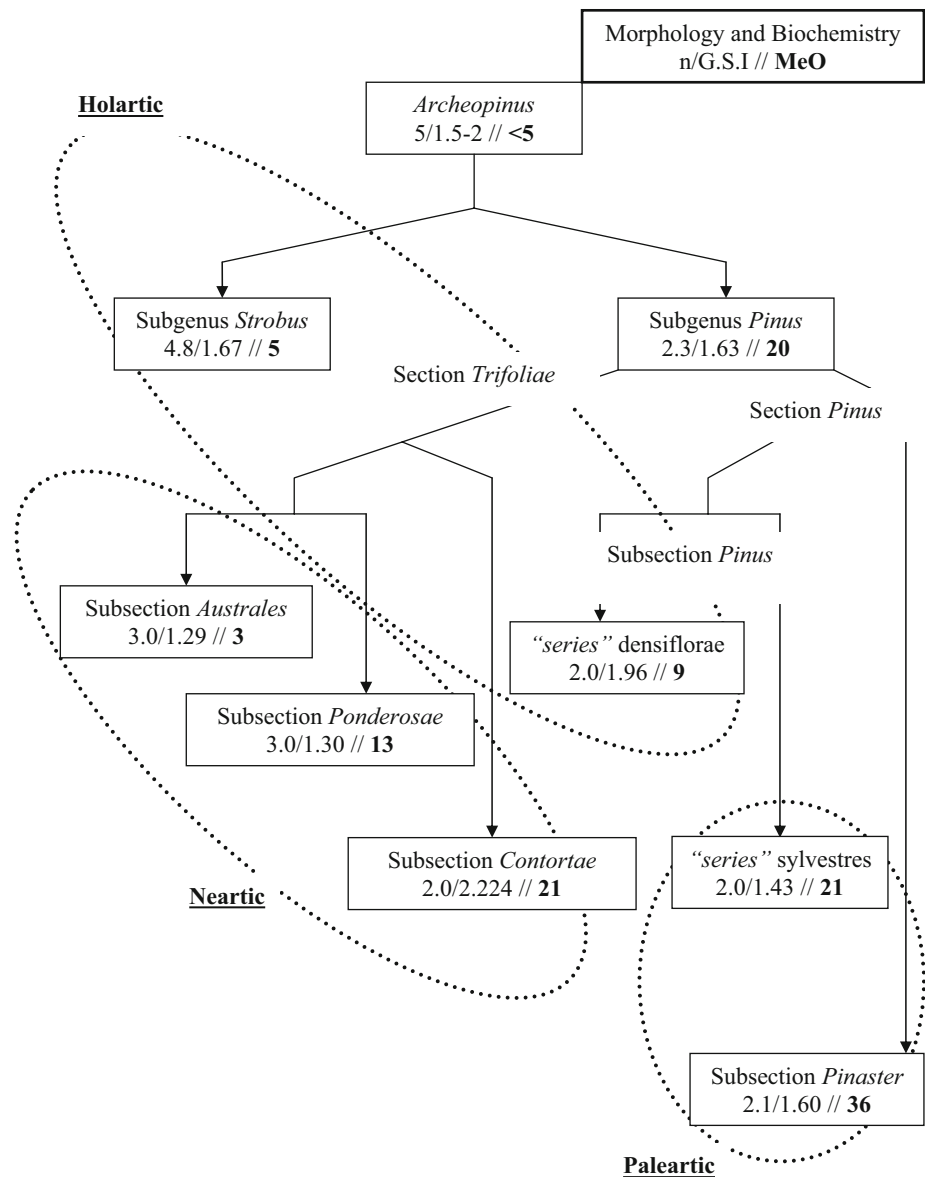 Morphology and Biochemistry
n/G.S.I // MeO
Holartic
Archeopinus
5/1.5-2 // <5
Subgenus Strobus
4.8/1.67 // 5
Subgenus Pinus
2.3/1.63 // 20
Section Trifoliae
Section Pinus
Subsection Pinus
Subsection Australes
3.0/1.29 // 3
"series" densiflorae
2.0/1.96 // 9
Subsection Ponderosae
3.0/1.30 // 13
Subsection Contortae
2.0/2.224 // 21
"series" sylvestres
2.0/1.43 // 21
Neartic
Subsection Pinaster
2.1/1.60 // 36
Paleartic